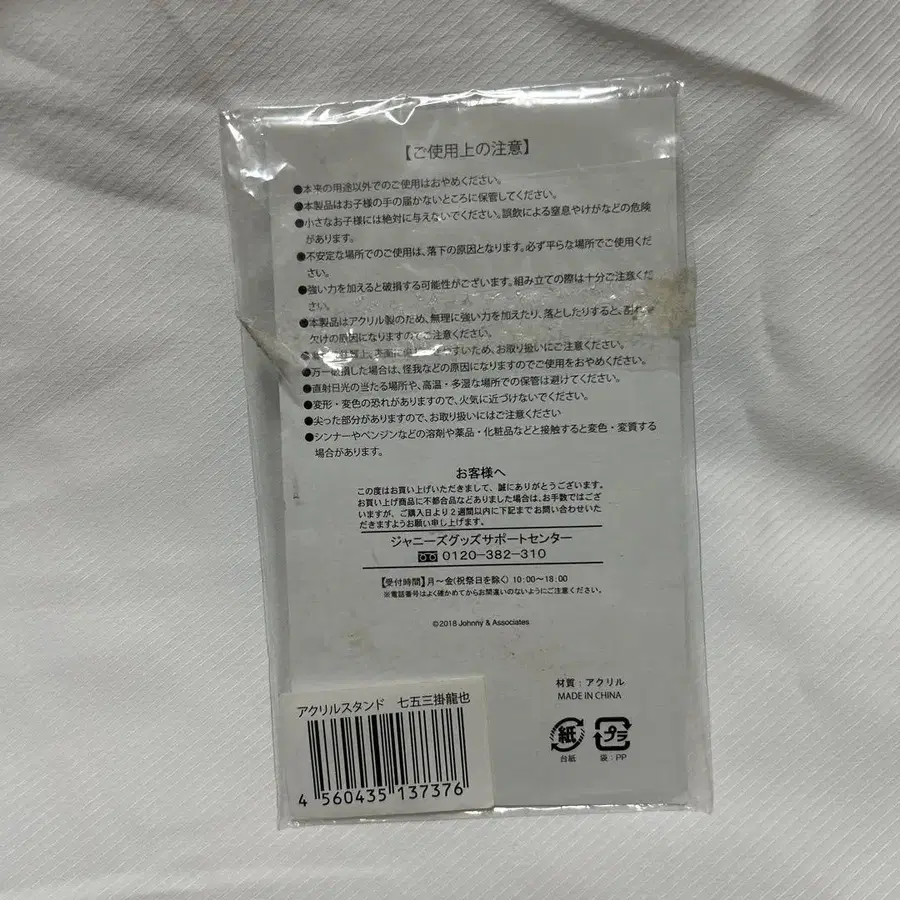 【ご使用上の注意】
●本来の用途以外でのご使用はおやめください。
●本製品はお子様の手の届かないところに保管してください。
●小さなお子様には絶対に与えないでください。誤飲による窒息やけがなどの危険
があります。
●不安定な場所でのご使用は、落下の原因となります。必ず平らな場所でご使用くだ
さい。
●強い力を加えると破損する可能性がございます。組み立ての際は十分ご注意くだ
さい。
●本製品はアクリル製のため、無理に強い力を加えたり、落としたりすると、割れや
欠けの原因になりますのでご注意ください。
上、表面に すいため、お取り扱いにご注意ください。
●万一破損した場合は、怪我などの原因になりますのでご使用をおやめください。
●直射日光の当たる場所や、高温・多湿な場所での保管は避けてください。
●変形・変色の恐れがありますので、火気に近づけないでください。
●尖った部分がありますので、お取り扱いにはご注意ください
●シンナーやベンジンなどの溶剤や薬品・化粧品などと接触すると変色・変質する
場合があります。
お客様へ
この度はお買い上げいただきまして、誠にありがとうございます。
お買い上げ商品に不都合品などありました場合は、お手数ではござ
いますが、ご購入日より2週間以内に下記までお問い合わせいた
だきますようお願い申し上げます。
ジャニーズグッズサポートセンター
0120-382-310
【受付時間】月〜金(祝祭日を除く) 10:00〜18:00
※電話番号はよく確かめてからお間違いのないようにご注意ください。
©2018 Johnny & Associates
材質：アクリル
MADE IN CHINA
紙
台紙
プラ
袋：PP
アクリルスタンド 七五三掛龍也
4 560435 137376